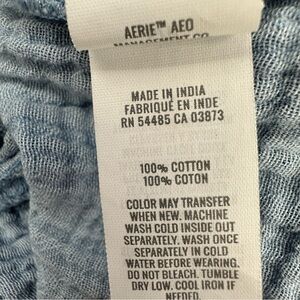 AERIE™ AEO
MANAGEMENT CO.
MADE IN INDIA
FABRIQUÉ EN INDE
RN 54485 CA 03873
100% COTTON
100% COTON
COLOR MAY TRANSFER
WHEN NEW. MACHINE
WASH COLD INSIDE OUT
SEPARATELY. WASH ONCE
SEPARATELY IN COLD
WATER BEFORE WEARING.
DO NOT BLEACH. TUMBLE
DRY LOW. COOL IRON if
NEEDED